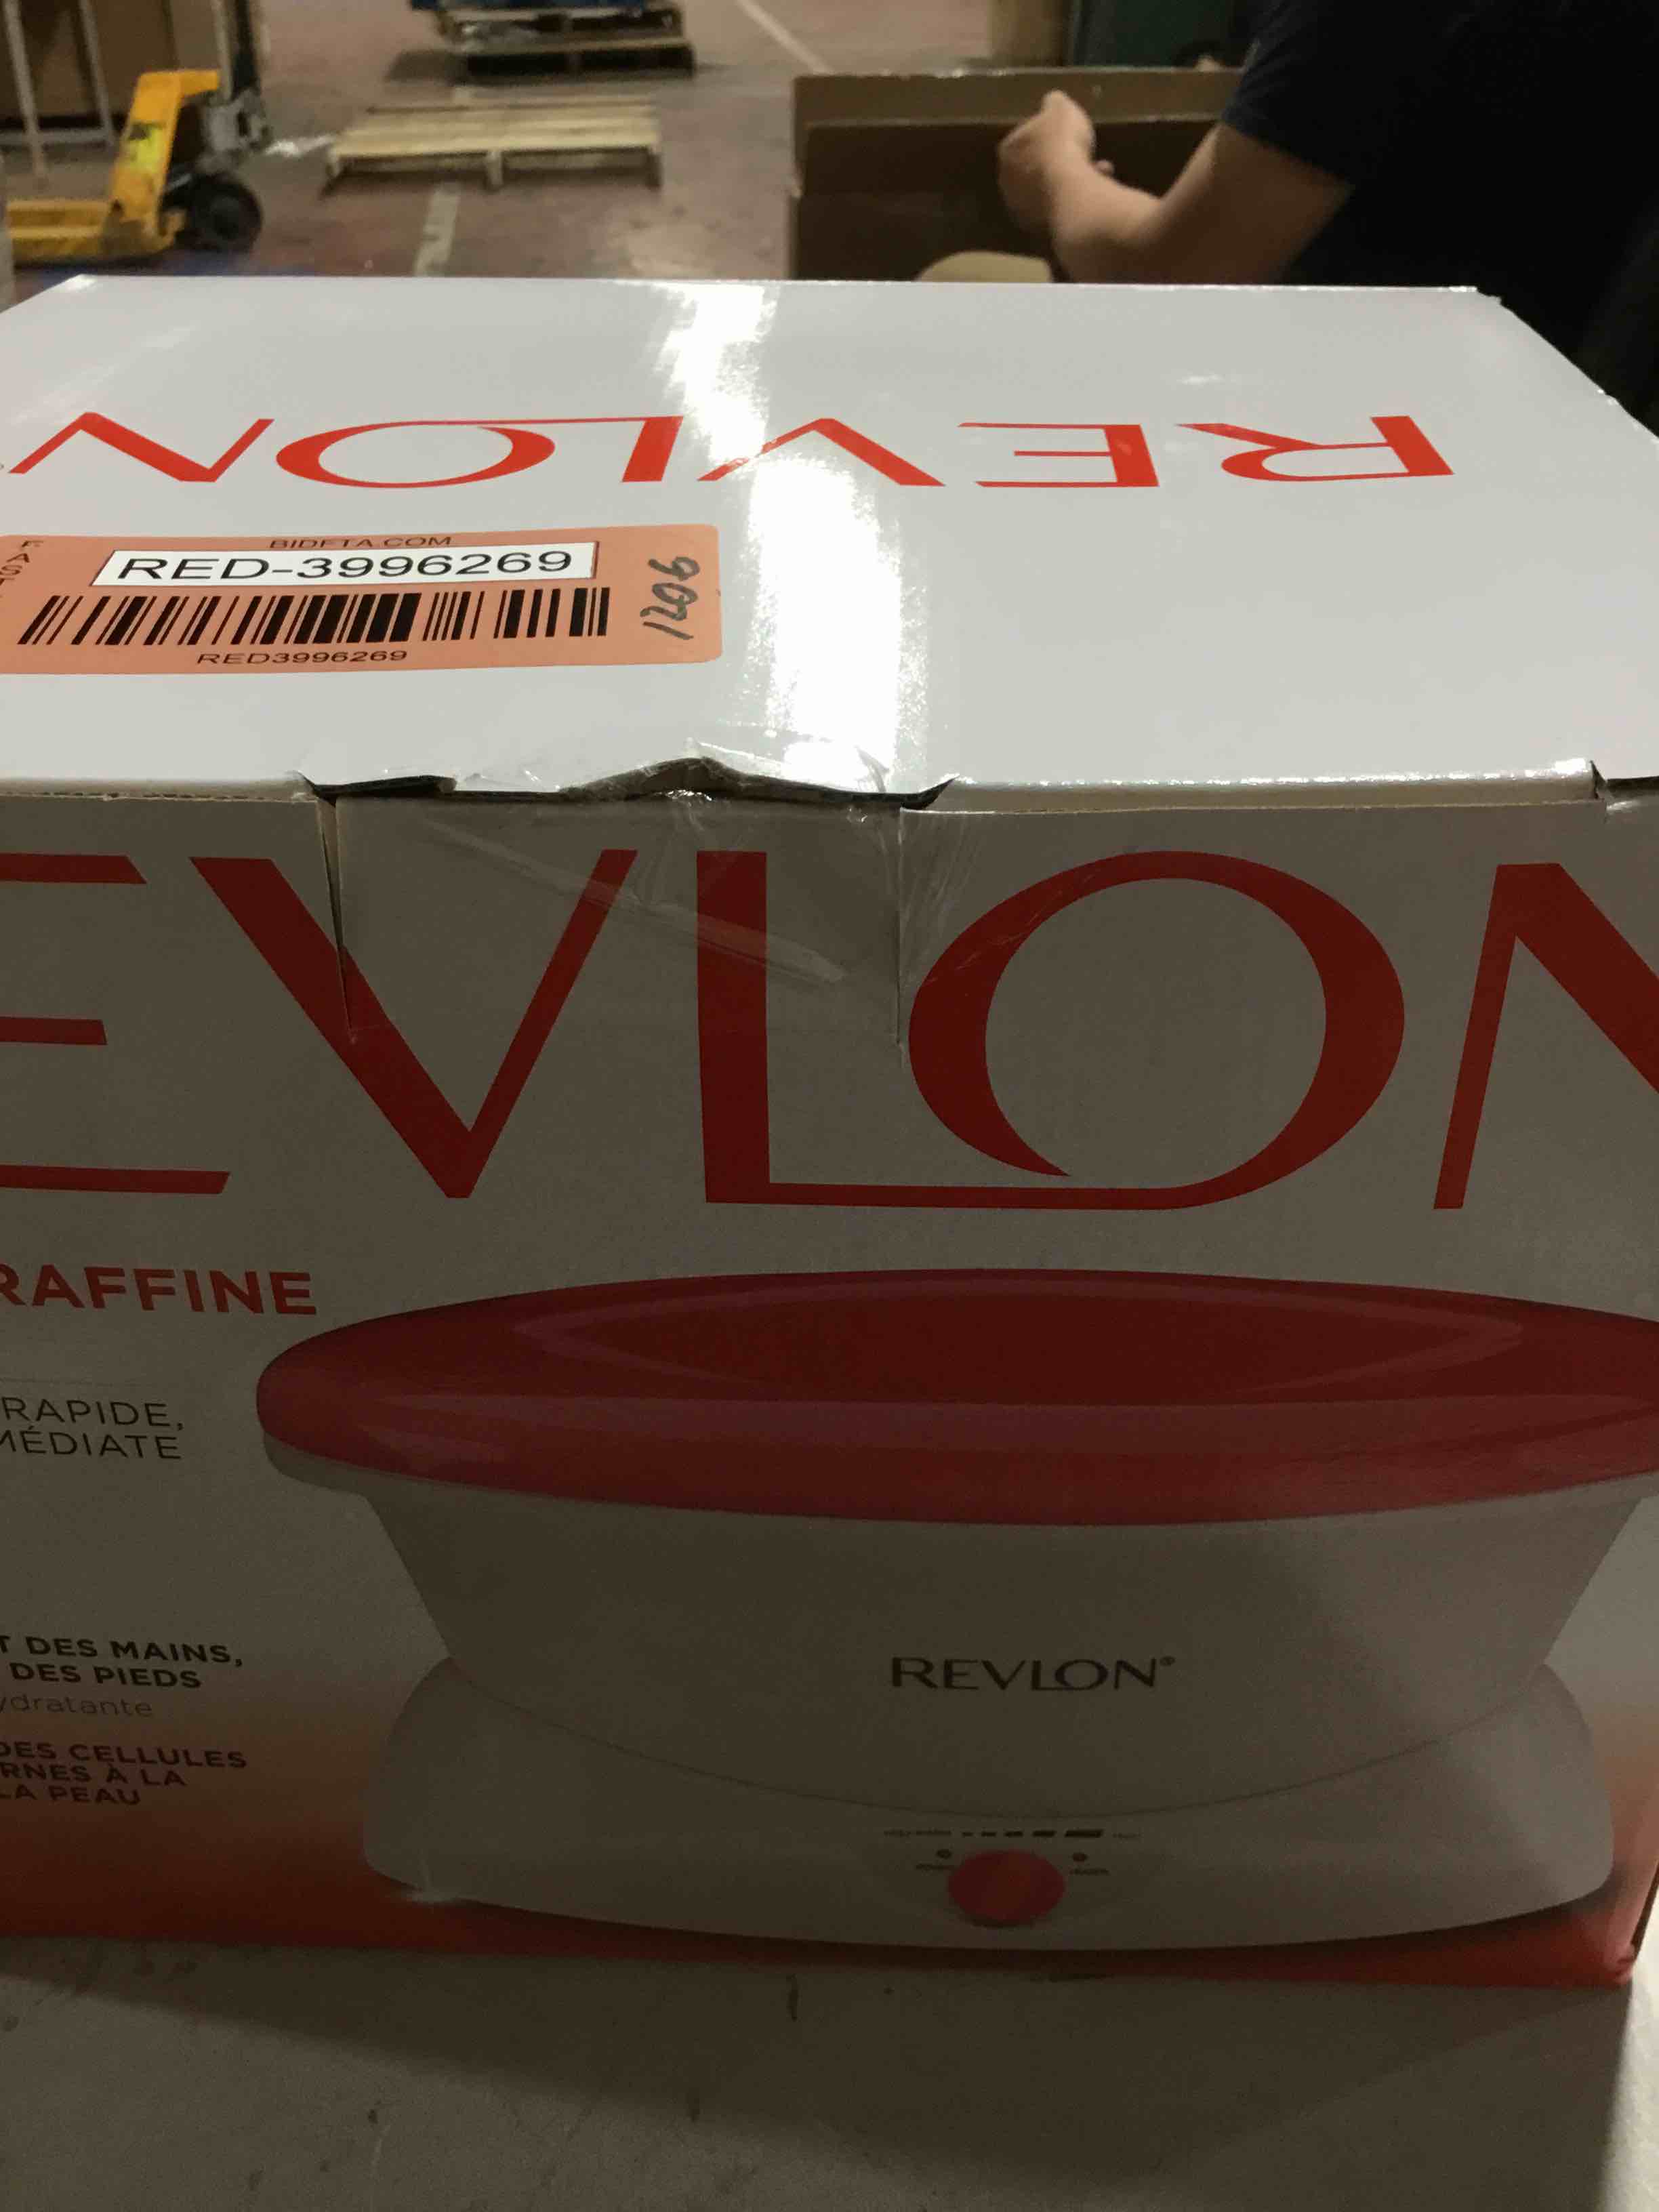 REVLON
BIDFTA.COM
RED-3996269
RED3996269
1206
EVLON
RAFFINE
RAPIDE,
MÉDIATE
T DES MAINS,
DES PIEDS
ydratante
DES CELLULES
RNES À LA
LA PEAU
REVLON®